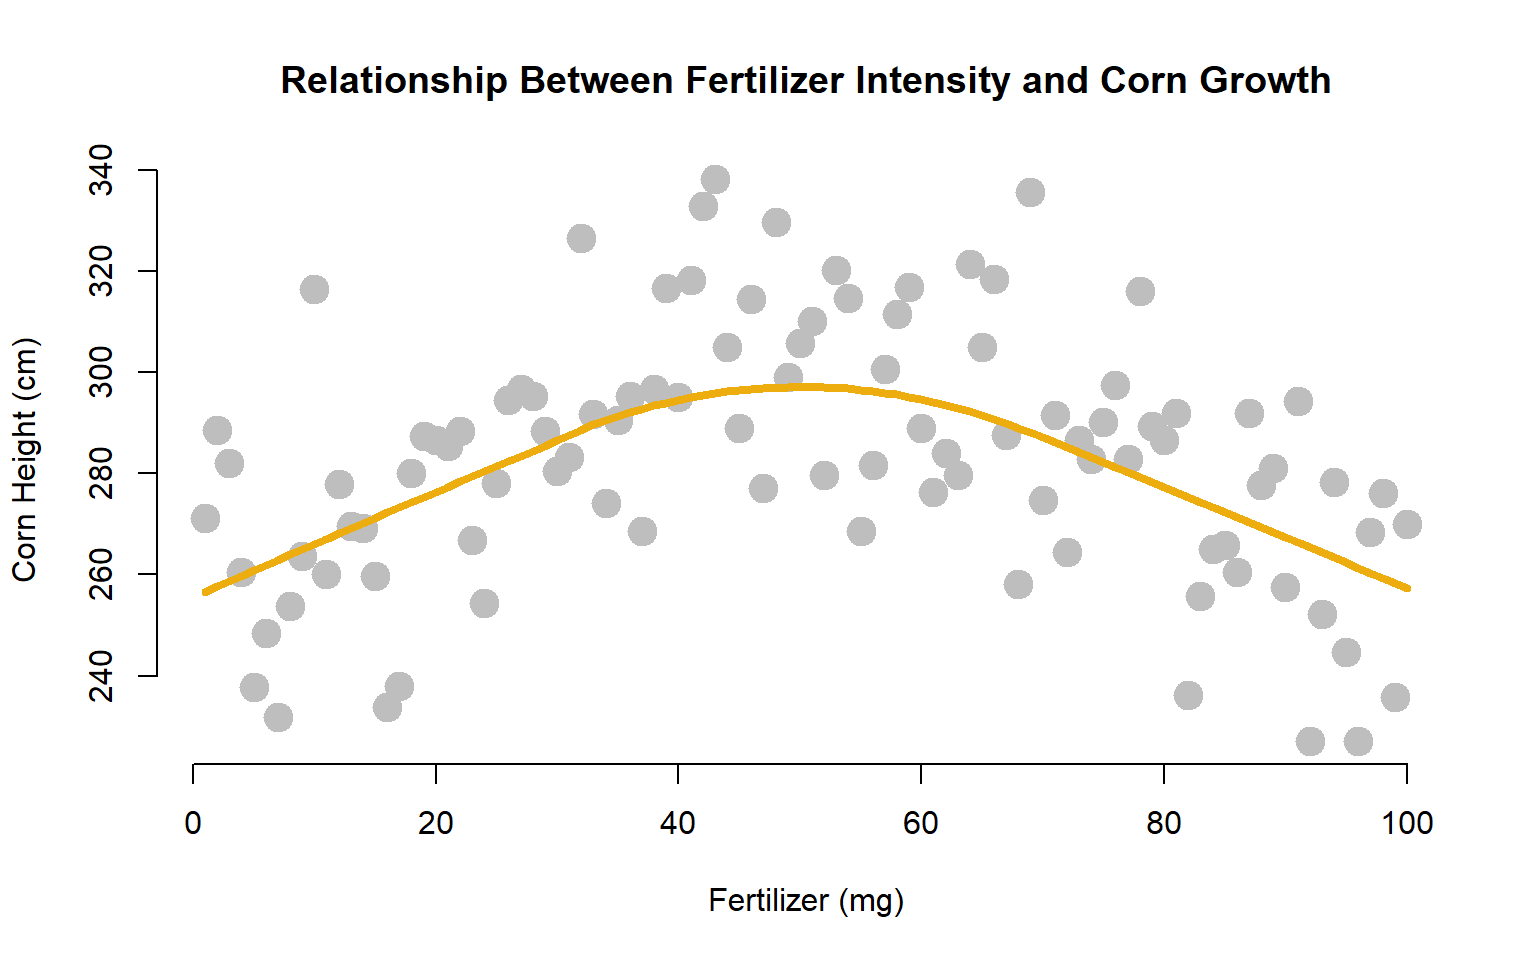 Relationship Between Fertilizer Intensity and Corn Growth
Corn Height (cm)
340
320
300
280
260
240
0 20 40 60 80 100
Fertilizer (mg)